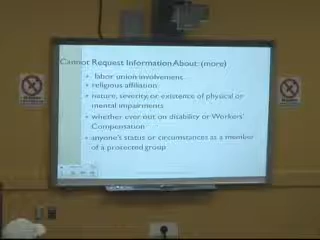 Cannot Request Information About: (more)
labor union involvement
religious affiliation
nature, severity, or existence of physical or
mental impairments
whether ever out on disability or Workers'
Compensation
anyone's status or circumstances as a member
of a protected group